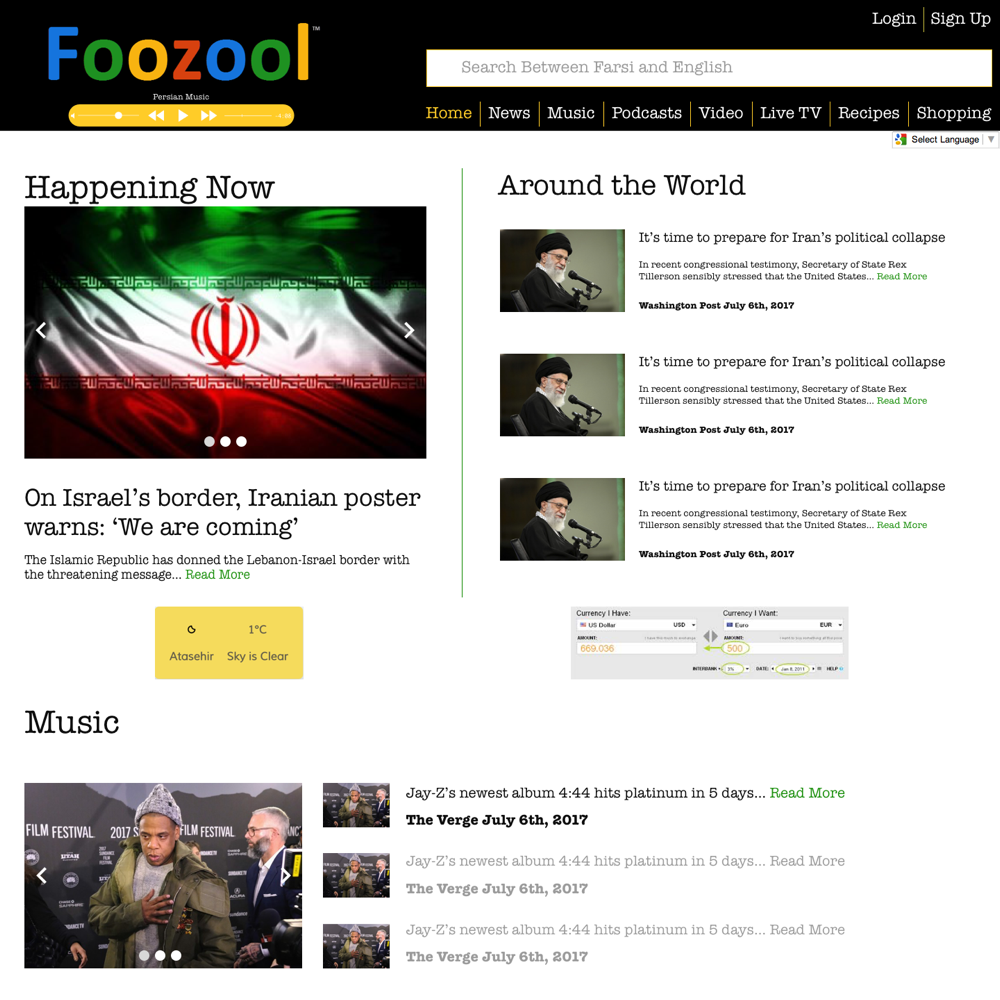 Login
Sign Up
Foozool™
Persian Music
Search Between Farsi and English
Home
News
Music
Podcasts
Video
Live TV
Recipes
Shopping
Select Language
Happening Now
On Israel’s border, Iranian poster
warns: ‘We are coming’
The Islamic Republic has donned the Lebanon-Israel border with
the threatening message... Read More
Around the World
It’s time to prepare for Iran’s political collapse
In recent congressional testimony, Secretary of State Rex
Tillerson sensibly stressed that the United States... Read More
Washington Post July 6th, 2017
It’s time to prepare for Iran’s political collapse
In recent congressional testimony, Secretary of State Rex
Tillerson sensibly stressed that the United States... Read More
Washington Post July 6th, 2017
It’s time to prepare for Iran’s political collapse
In recent congressional testimony, Secretary of State Rex
Tillerson sensibly stressed that the United States... Read More
Washington Post July 6th, 2017
1°C
Atasehir
Sky is Clear
Currency I Have:
US Dollar
USD
AMOUNT:
669.036
Currency I Want:
Euro
EUR
AMOUNT:
500
INTERBANK
DATE:
HELP
Music
FILM FESTIVAL
2017 S
FILM FESTIVAL
Jay-Z’s newest album 4:44 hits platinum in 5 days... Read More
The Verge July 6th, 2017
Jay-Z’s newest album 4:44 hits platinum in 5 days... Read More
The Verge July 6th, 2017
Jay-Z’s newest album 4:44 hits platinum in 5 days... Read More
The Verge July 6th, 2017